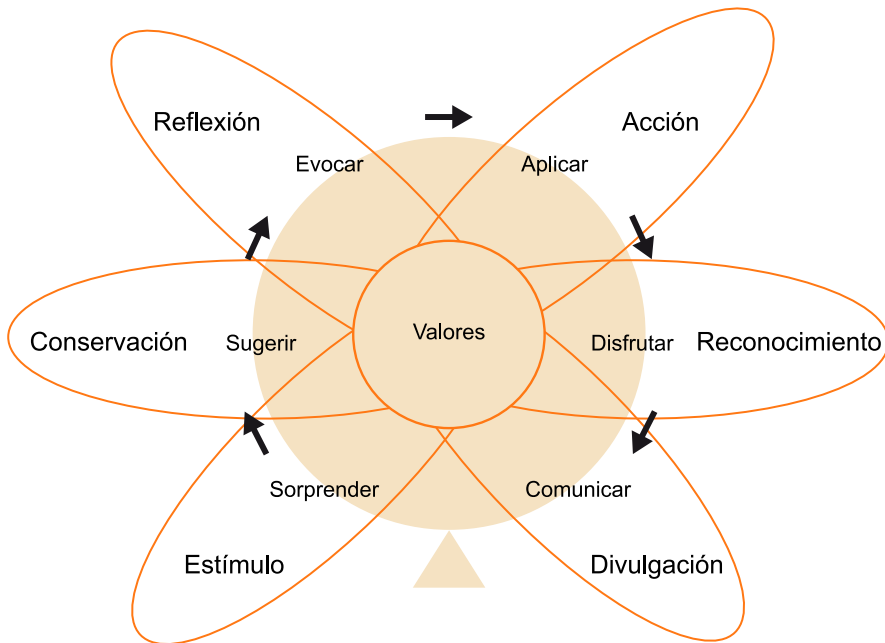 Reflexión
Acción
Evocar
Aplicar
Conservación
Sugerir
Valores
Disfrutar
Reconocimiento
Sorprender
Comunicar
Estímulo
Divulgación